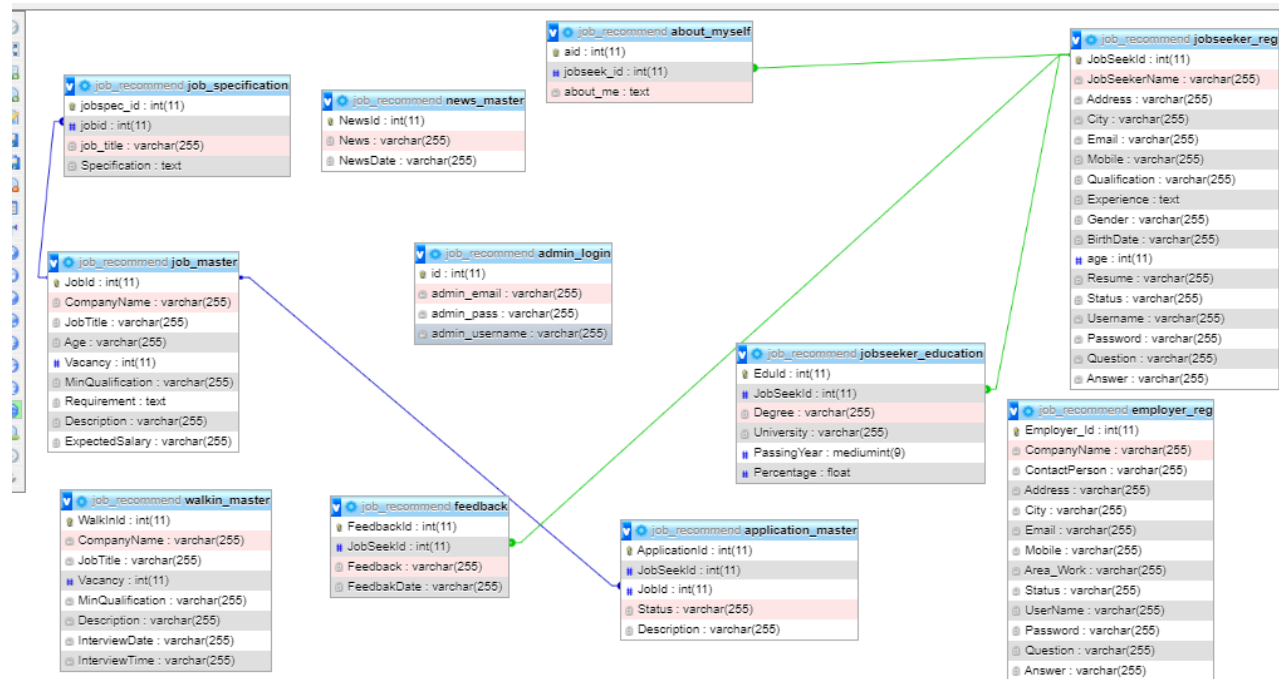 job_recommend about_myself
aid : int(11)
jobseek_id : int(11)
about_me : text
job_recommend jobseeker_reg
JobSeekId : int(11)
JobSeekerName : varchar(255)
Address : varchar(255)
City : varchar(255)
Email : varchar(255)
Mobile : varchar(255)
Qualification : varchar(255)
Experience : text
Gender : varchar(255)
BirthDate : varchar(255)
age : int(11)
Resume : varchar(255)
Status : varchar(255)
Username : varchar(255)
Password : varchar(255)
Question : varchar(255)
Answer : varchar(255)
job_recommend job_specification
jobspec_id : int(11)
jobid : int(11)
job_title : varchar(255)
Specification : text
job_recommend news_master
NewsId : int(11)
News : varchar(255)
NewsDate : varchar(255)
job_recommend job_master
JobId : int(11)
CompanyName : varchar(255)
JobTitle : varchar(255)
Age : varchar(255)
Vacancy : int(11)
MinQualification : varchar(255)
Requirement : text
Description : varchar(255)
ExpectedSalary : varchar(255)
job_recommend admin_login
id : int(11)
admin_email : varchar(255)
admin_pass : varchar(255)
admin_username : varchar(255)
job_recommend jobseeker_education
EduId : int(11)
JobSeekId : int(11)
Degree : varchar(255)
University : varchar(255)
PassingYear : mediumint(9)
Percentage : float
job_recommend employer_reg
Employer_Id : int(11)
CompanyName : varchar(255)
ContactPerson : varchar(255)
Address : varchar(255)
City : varchar(255)
Email : varchar(255)
Mobile : varchar(255)
Area_Work : varchar(255)
Status : varchar(255)
UserName : varchar(255)
Password : varchar(255)
Question : varchar(255)
Answer : varchar(255)
job_recommend walkin_master
WalkInId : int(11)
CompanyName : varchar(255)
JobTitle : varchar(255)
Vacancy : int(11)
MinQualification : varchar(255)
Description : varchar(255)
InterviewDate : varchar(255)
InterviewTime : varchar(255)
job_recommend feedback
FeedbackId : int(11)
JobSeekId : int(11)
Feedback : varchar(255)
FeedbakDate : varchar(255)
job_recommend application_master
ApplicationId : int(11)
JobSeekId : int(11)
JobId : int(11)
Status : varchar(255)
Description : varchar(255)